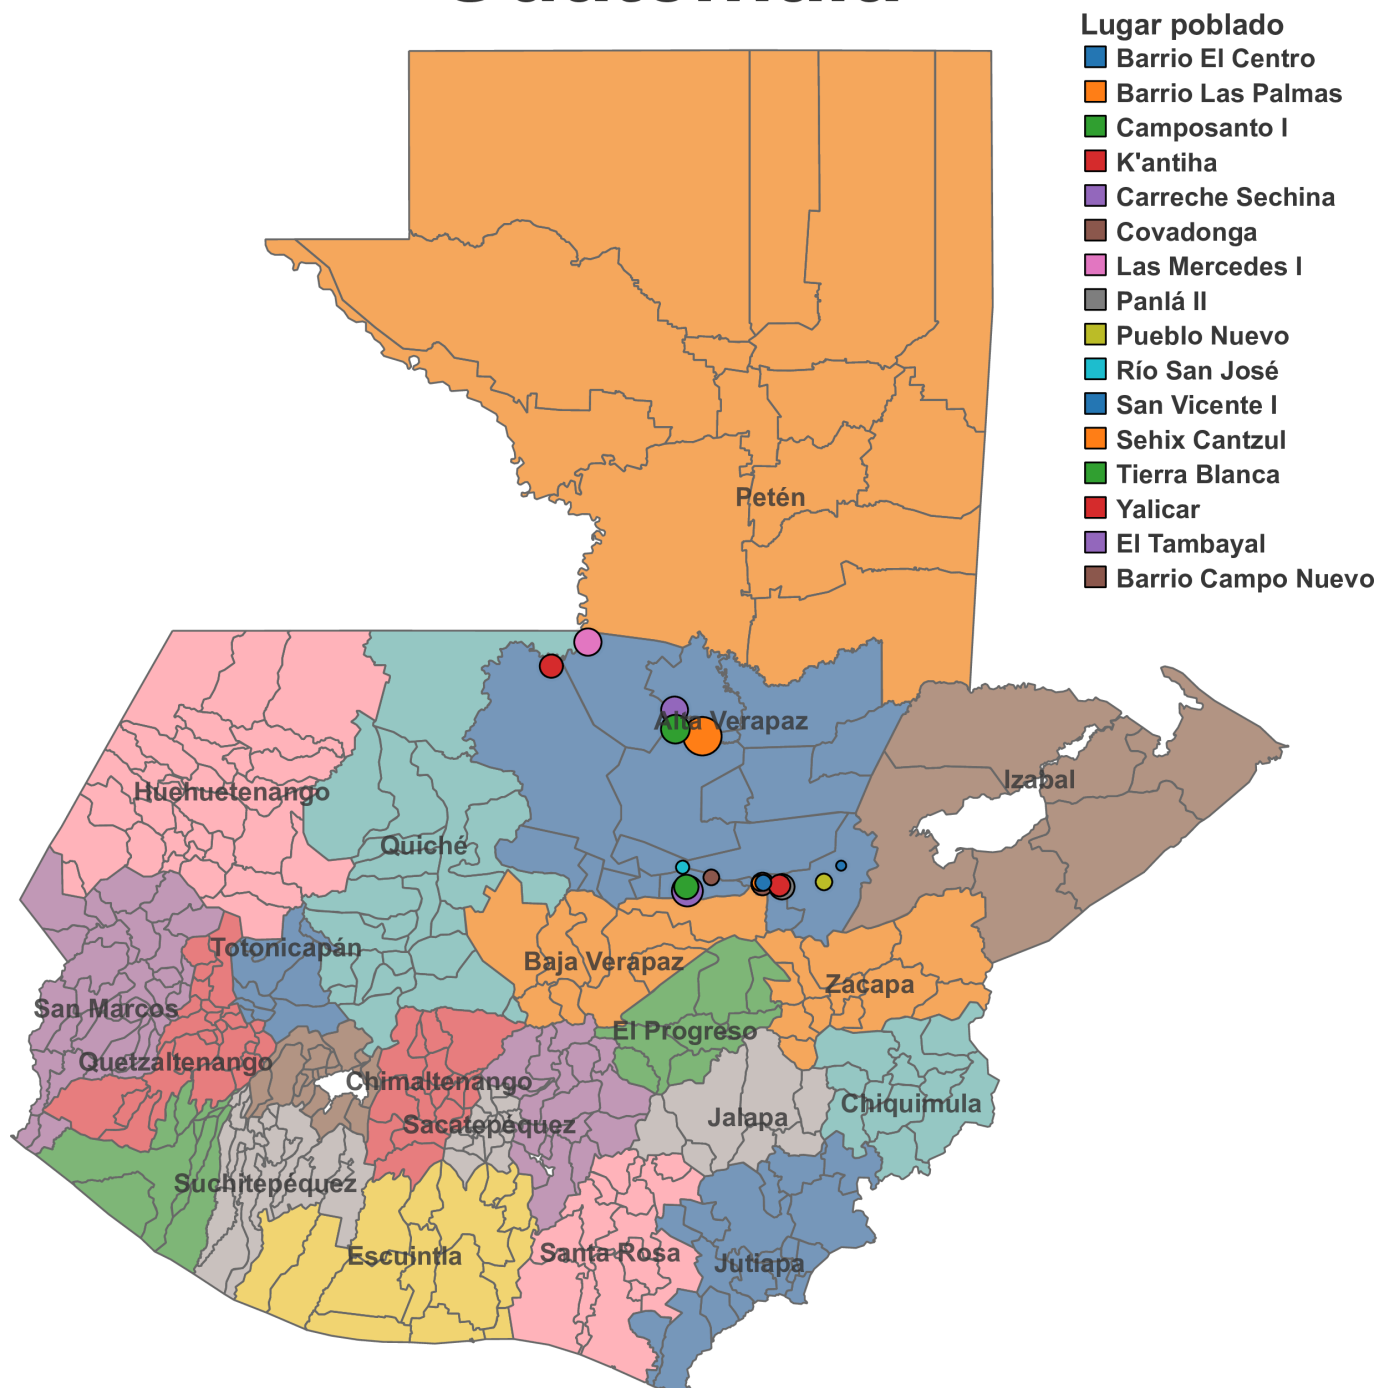 Lugar poblado
Barrio El Centro
Barrio Las Palmas
Camposanto I
K'antiha
Carreche Sechina
Covadonga
Las Mercedes I
Panlá II
Pueblo Nuevo
Río San José
San Vicente I
Sehix Cantzul
Tierra Blanca
Yalicar
El Tambayal
Barrio Campo Nuevo
Petén
Alta Verapaz
Izabal
Huehuetenango
Quiché
Totonicapán
Baja Verapaz
Zacapa
San Marcos
El Progreso
Quetzaltenango
Chimaltenango
Chiquimula
Jalapa
Sacatepéquez
Suchitepéquez
Escuintla
Santa Rosa
Jutiapa